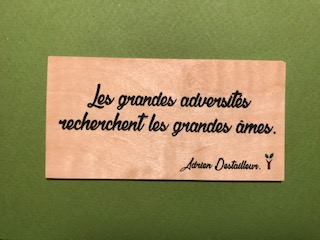 Les grandes adversités
recherchent les grandes âmes.
Adrien Destailleur.